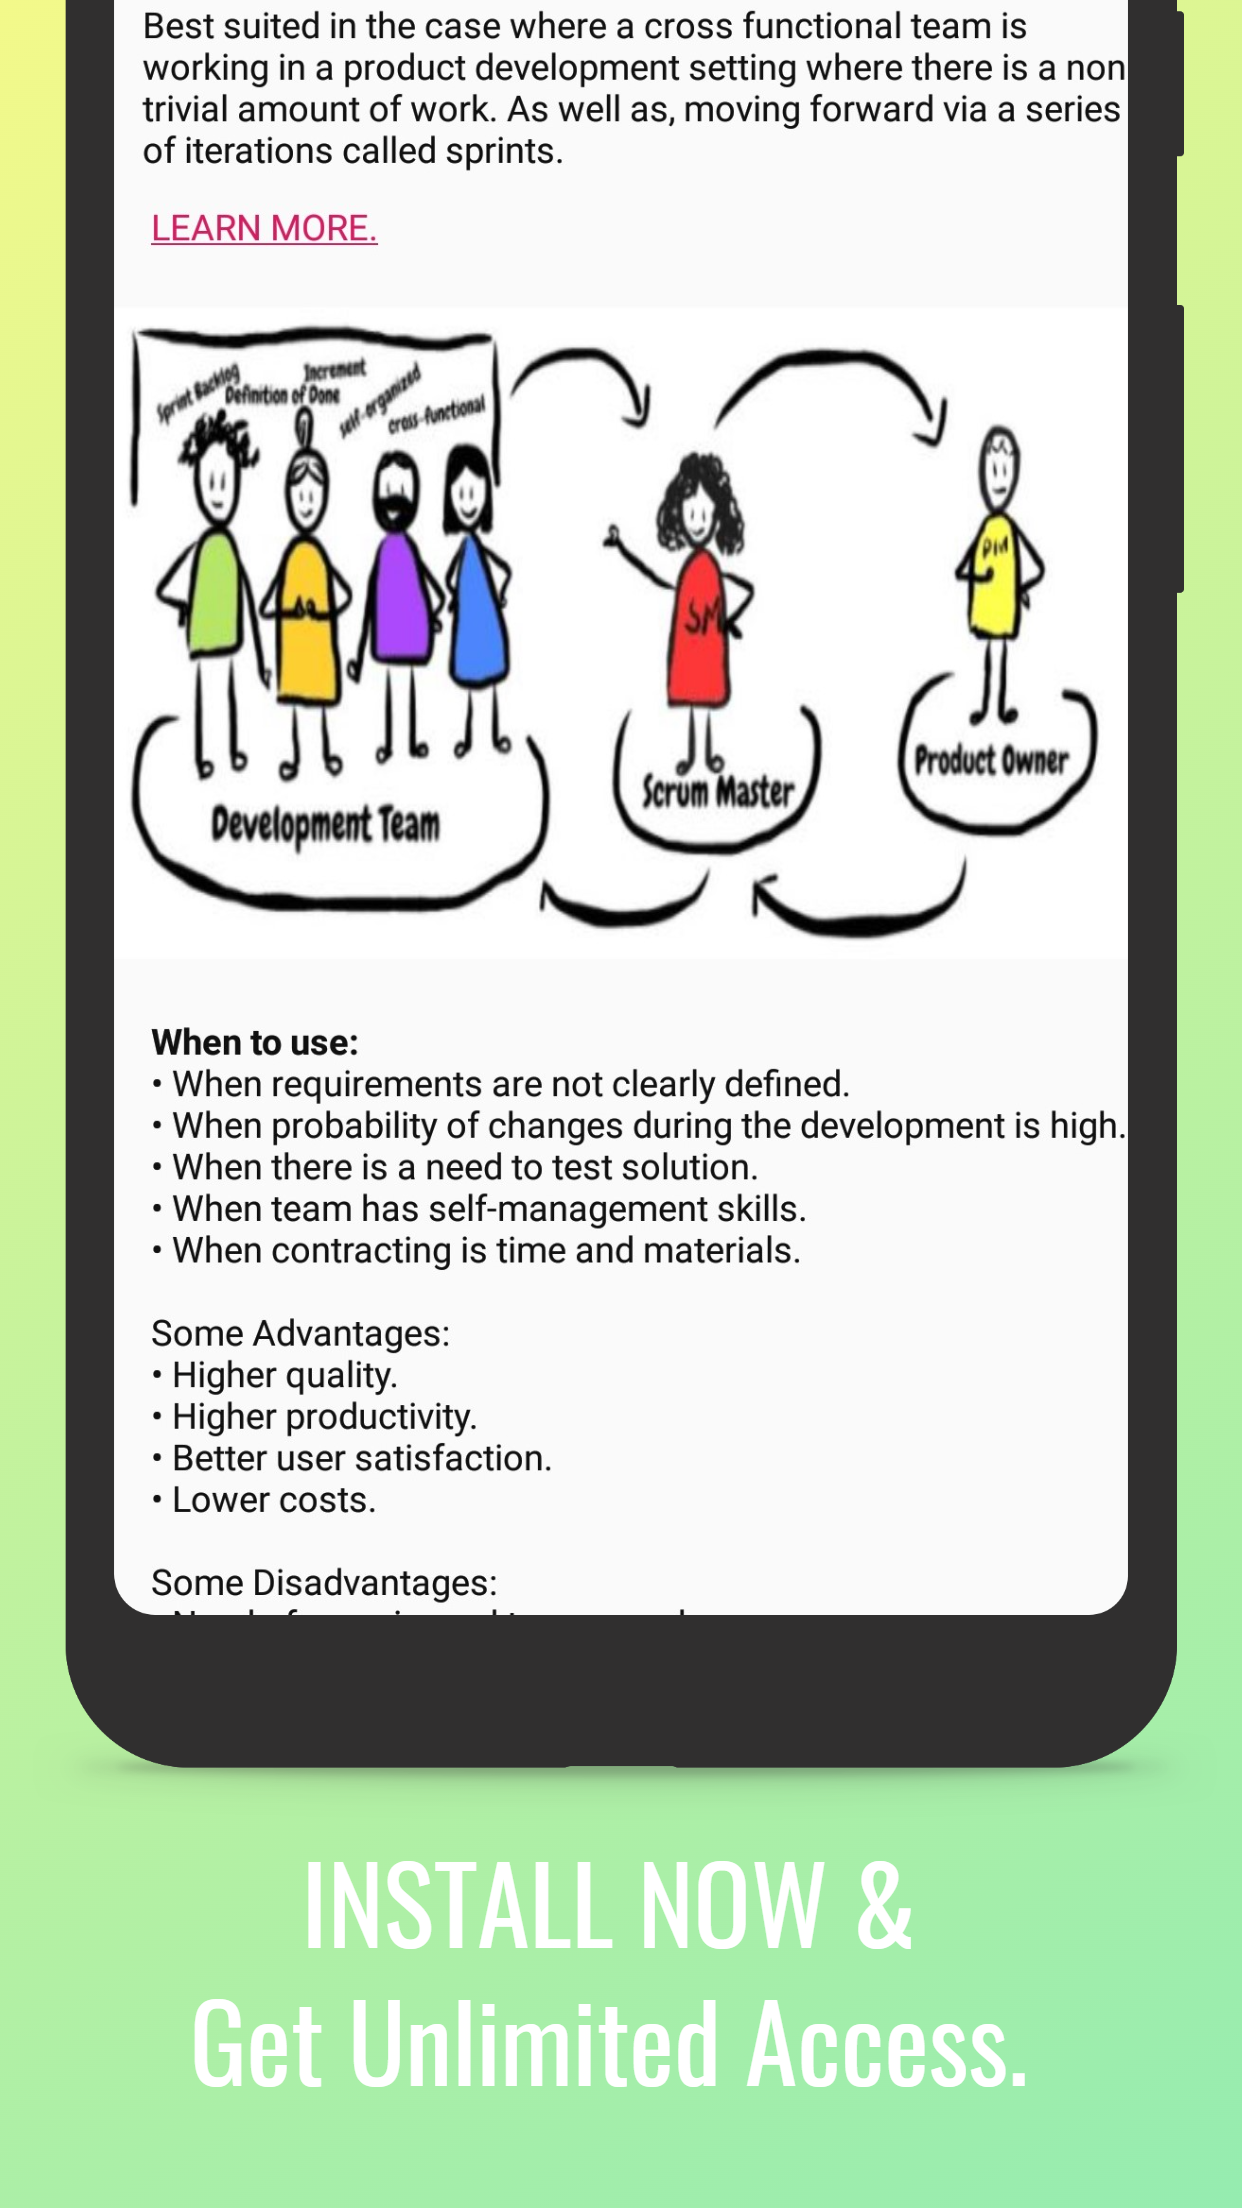 Best suited in the case where a cross functional team is
working in a product development setting where there is a non
trivial amount of work. As well as, moving forward via a series
of iterations called sprints.
LEARN MORE.
Sprint Backlog
Increment
Definition of Done
self-organized
cross-functional
SM
PM
Development Team
Scrum Master
Product Owner
When to use:
• When requirements are not clearly defined.
• When probability of changes during the development is high.
• When there is a need to test solution.
• When team has self-management skills.
• When contracting is time and materials.
Some Advantages:
• Higher quality.
• Higher productivity.
• Better user satisfaction.
• Lower costs.
Some Disadvantages:
INSTALL NOW &
Get Unlimited Access.